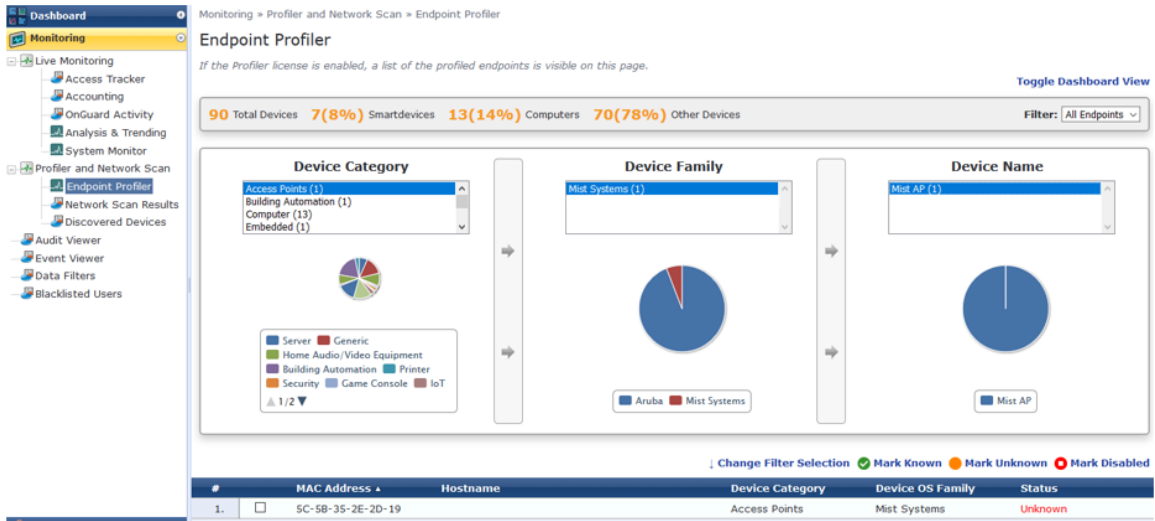 Dashboard
Monitoring
Live Monitoring
Access Tracker
Accounting
OnGuard Activity
Analysis & Trending
System Monitor
Profiler and Network Scan
Endpoint Profiler
Network Scan Results
Discovered Devices
Audit Viewer
Event Viewer
Data Filters
Blacklisted Users
Monitoring » Profiler and Network Scan » Endpoint Profiler
Endpoint Profiler
If the Profiler license is enabled, a list of the profiled endpoints is visible on this page.
Toggle Dashboard View
90 Total Devices 7(8%) Smartdevices 13(14%) Computers 70(78%) Other Devices Filter: All Endpoints
Device Category
Access Points (1)
Building Automation (1)
Computer (13)
Embedded (1)
Server Generic
Home Audio/Video Equipment
Building Automation Printer
Security Game Console IoT
1/2
Device Family
Mist Systems (1)
Aruba Mist Systems
Device Name
Mist AP (1)
Mist AP
↓ Change Filter Selection Mark Known Mark Unknown Mark Disabled
# MAC Address Hostname Device Category Device OS Family Status
1. 5C-5B-35-2E-2D-19 Access Points Mist Systems Unknown